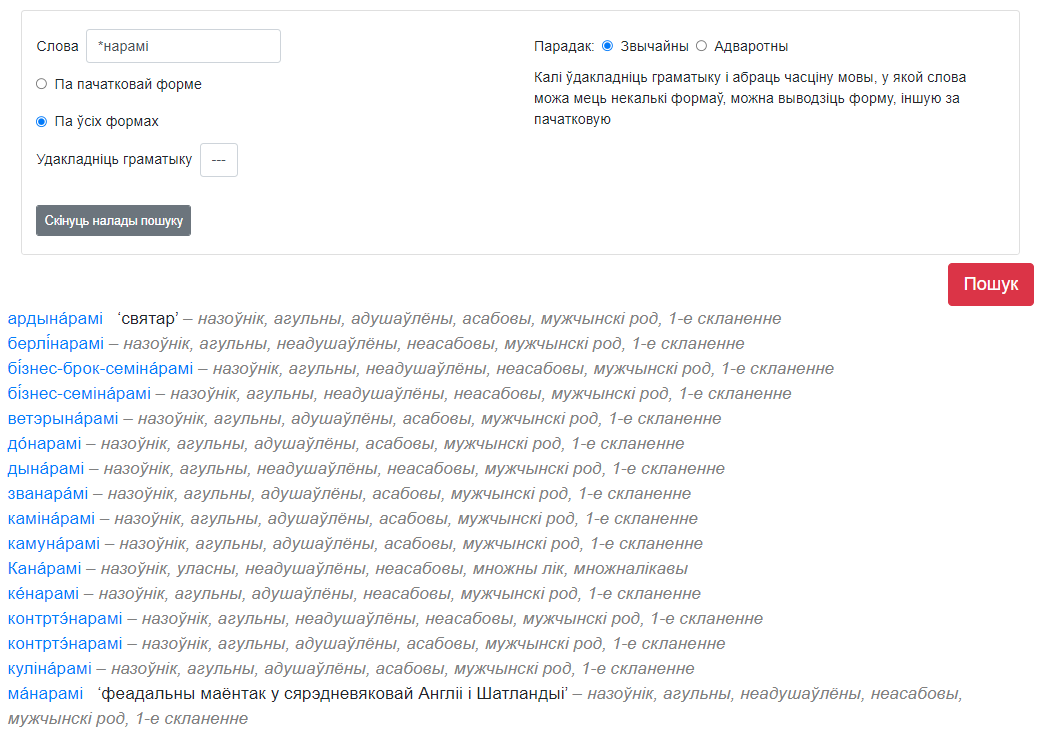 Слова *нарамі
Парадак: Звычайны Адваротны
Па пачатковай форме
Калі ўдакладніць граматыку і абраць часціну мовы, у якой слова
можа мець некалькі формаў, можна выводзіць форму, іншую за
пачатковую
Па ўсіх формах
Удакладніць граматыку ---
Скінуць налады пошуку
Пошук
ардына́рамі ‘святар’ – назоўнік, агульны, адушаўлёны, асабовы, мужчынскі род, 1-е скланенне
берлі́нарамі – назоўнік, агульны, неадушаўлёны, неасабовы, мужчынскі род, 1-е скланенне
бі́знес-брок-семіна́рамі – назоўнік, агульны, неадушаўлёны, неасабовы, мужчынскі род, 1-е скланенне
бі́знес-семіна́рамі – назоўнік, агульны, неадушаўлёны, неасабовы, мужчынскі род, 1-е скланенне
ветэрына́рамі – назоўнік, агульны, адушаўлёны, асабовы, мужчынскі род, 1-е скланенне
до́нарамі – назоўнік, агульны, адушаўлёны, асабовы, мужчынскі род, 1-е скланенне
дына́рамі – назоўнік, агульны, неадушаўлёны, неасабовы, мужчынскі род, 1-е скланенне
званара́мі – назоўнік, агульны, адушаўлёны, асабовы, мужчынскі род, 1-е скланенне
каміна́рамі – назоўнік, агульны, адушаўлёны, асабовы, мужчынскі род, 1-е скланенне
камуна́рамі – назоўнік, агульны, адушаўлёны, асабовы, мужчынскі род, 1-е скланенне
Кана́рамі – назоўнік, уласны, неадушаўлёны, неасабовы, множны лік, множналікавы
ке́нарамі – назоўнік, агульны, адушаўлёны, неасабовы, мужчынскі род, 1-е скланенне
контртэ́нарамі – назоўнік, агульны, неадушаўлёны, неасабовы, мужчынскі род, 1-е скланенне
контртэ́нарамі – назоўнік, агульны, адушаўлёны, асабовы, мужчынскі род, 1-е скланенне
куліна́рамі – назоўнік, агульны, адушаўлёны, асабовы, мужчынскі род, 1-е скланенне
ма́нарамі ‘феадальны маёнтак у сярэдневяковай Англіі і Шатландыі’ – назоўнік, агульны, неадушаўлёны, неасабовы,
мужчынскі род, 1-е скланенне